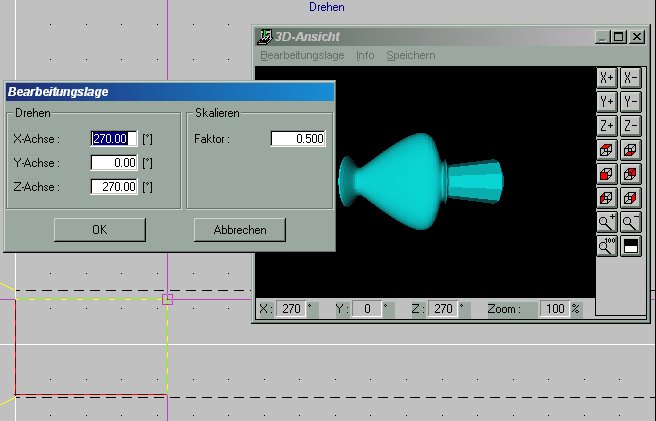 Drehen
3D-Ansicht
Bearbeitungslage Info Speichern
X+ X-
Y+ Y-
Z+ Z-
+ -
100
X: 270 ° Y: 0 ° Z: 270 ° Zoom: 100 %
Bearbeitungslage
Drehen Skalieren
X-Achse : 270.00 [°] Faktor : 0.500
Y-Achse : 0.00 [°]
Z-Achse : 270.00 [°]
OK Abbrechen